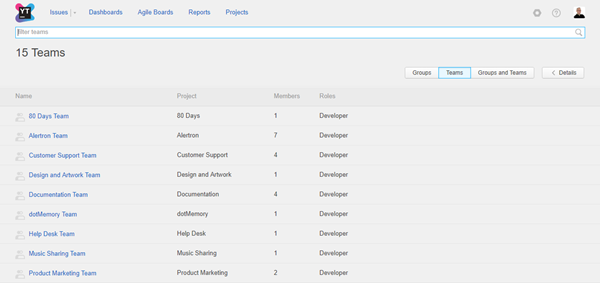 YT Issues Dashboards Agile Boards Reports Projects
filter teams
15 Teams
Groups Teams Groups and Teams Details
Name Project Members Roles
80 Days Team 80 Days 1 Developer
Alertron Team Alertron 7 Developer
Customer Support Team Customer Support 4 Developer
Design and Artwork Team Design and Artwork 1 Developer
Documentation Team Documentation 4 Developer
dotMemory Team dotMemory 1 Developer
Help Desk Team Help Desk 1 Developer
Music Sharing Team Music Sharing 1 Developer
Product Marketing Team Product Marketing 2 Developer